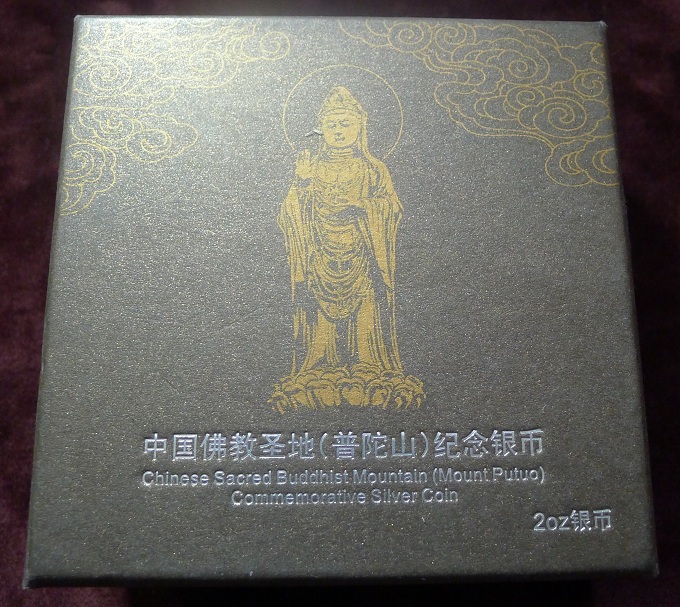 中国佛教圣地(普陀山)纪念银币
Chinese Sacred Buddhist Mountain (Mount Putuo)
Commemorative Silver Coin
2oz银币